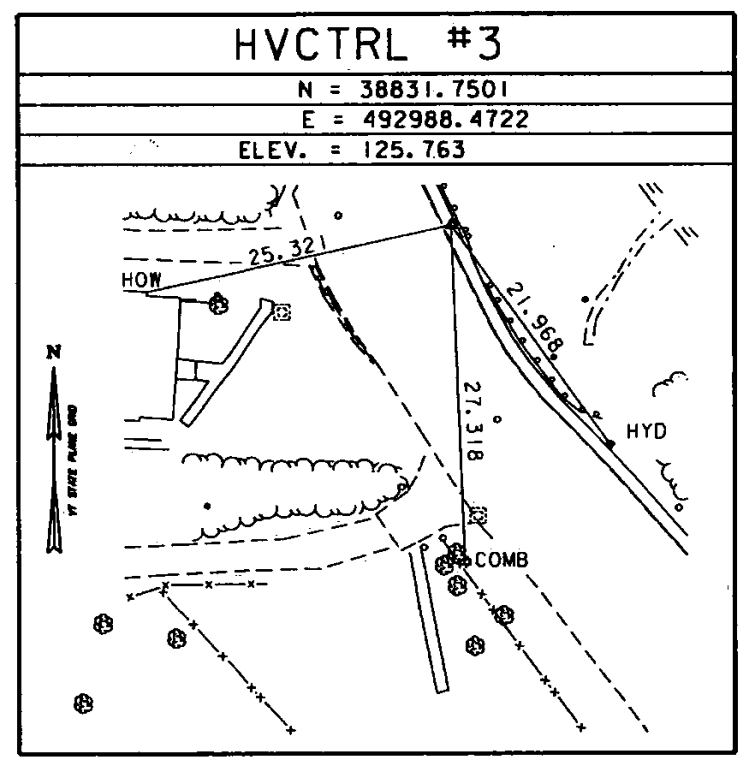 HVCTRL #3
N = 38831.7501
E = 492988.4722
ELEV. = 125.763
25.321
HOW
21.968
N
VT STATE PLANE GRID
27.318
HYD
COMB